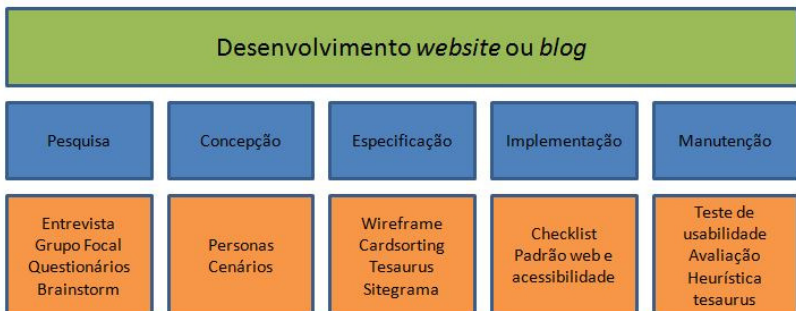 Desenvolvimento website ou blog
Pesquisa
Concepção
Especificação
Implementação
Manutenção
Entrevista
Grupo Focal
Questionários
Brainstorm
Personas
Cenários
Wireframe
Cardsorting
Tesaurus
Sitegrama
Checklist
Padrão web e
acessibilidade
Teste de
usabilidade
Avaliação
Heurística
tesaurus